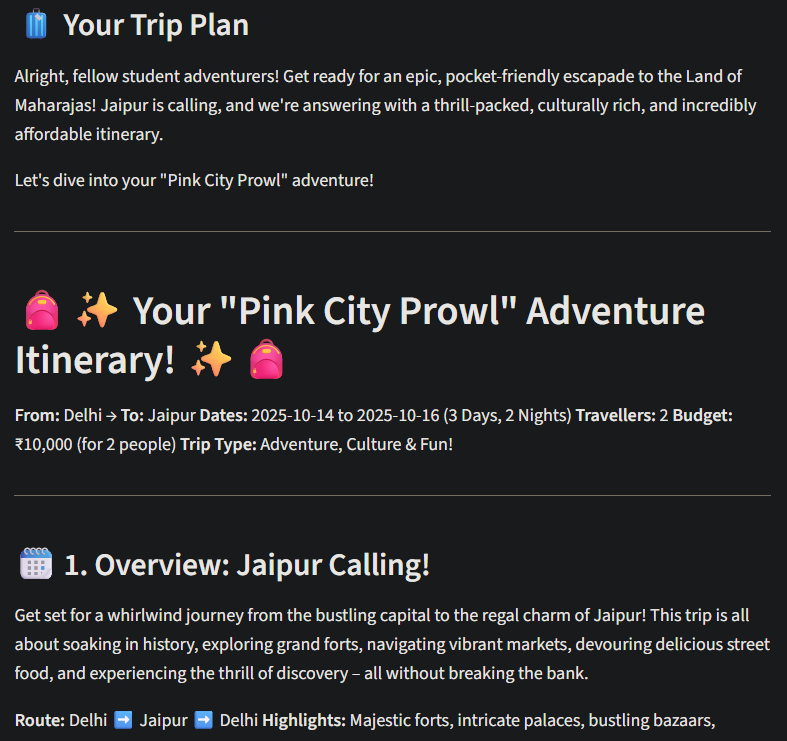 🧳 Your Trip Plan
Alright, fellow student adventurers! Get ready for an epic, pocket-friendly escapade to the Land of
Maharajas! Jaipur is calling, and we're answering with a thrill-packed, culturally rich, and incredibly
affordable itinerary.
Let's dive into your "Pink City Prowl" adventure!
🎒 ✨ Your "Pink City Prowl" Adventure
Itinerary! ✨ 🎒
From: Delhi → To: Jaipur Dates: 2025-10-14 to 2025-10-16 (3 Days, 2 Nights) Travellers: 2 Budget:
₹10,000 (for 2 people) Trip Type: Adventure, Culture & Fun!
🗓️ 1. Overview: Jaipur Calling!
Get set for a whirlwind journey from the bustling capital to the regal charm of Jaipur! This trip is all
about soaking in history, exploring grand forts, navigating vibrant markets, devouring delicious street
food, and experiencing the thrill of discovery – all without breaking the bank.
Route: Delhi ➡️ Jaipur ➡️ Delhi Highlights: Majestic forts, intricate palaces, bustling bazaars,